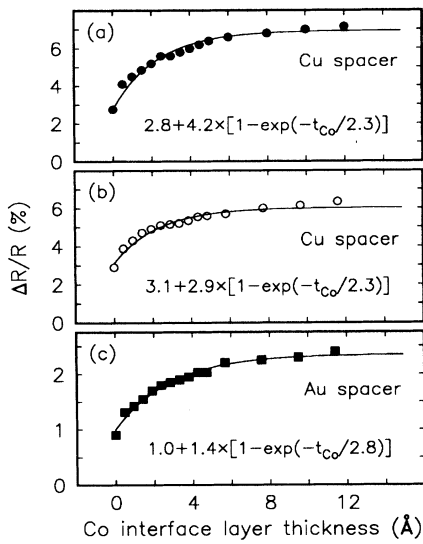 (a)
6
4
2
0
Cu spacer
2.8+4.2×[1−exp(−t_Co/2.3)]
(b)
6
4
2
0
Cu spacer
3.1+2.9×[1−exp(−t_Co/2.3)]
ΔR/R (%)
(c)
2
1
0
Au spacer
1.0+1.4×[1−exp(−t_Co/2.8)]
0 4 8 12
Co interface layer thickness (Å)